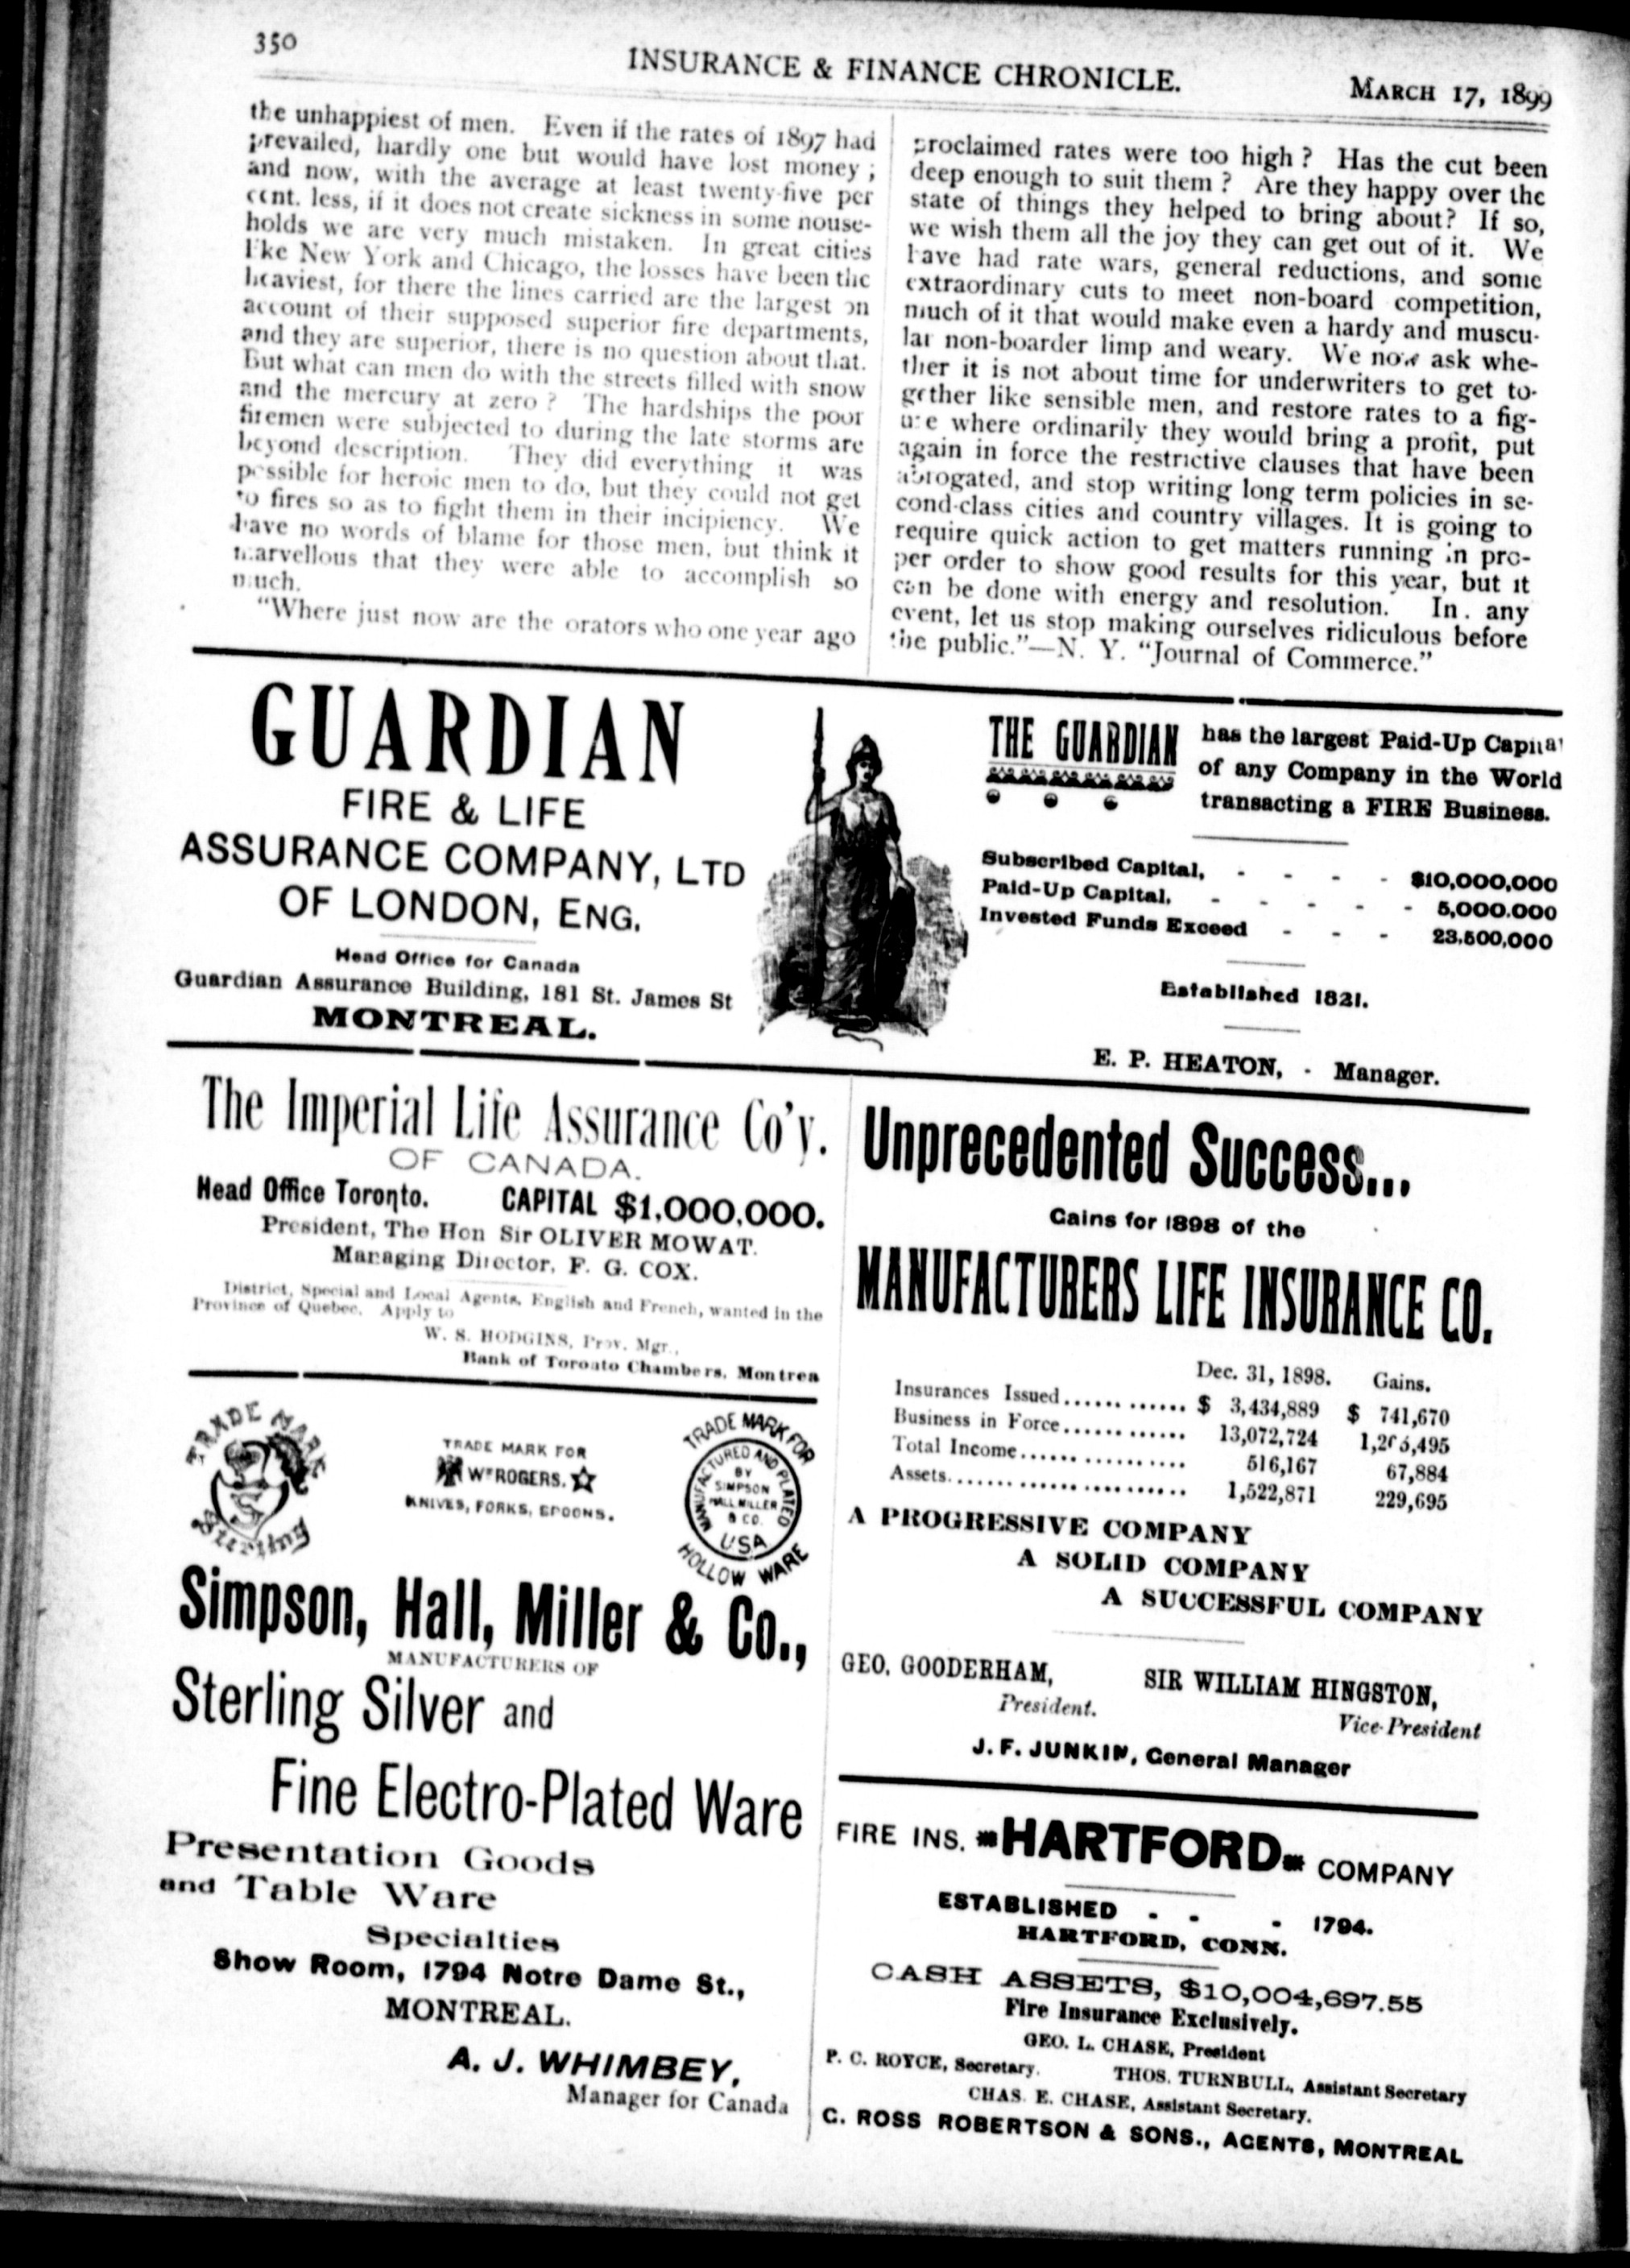 350
INSURANCE & FINANCE CHRONICLE.
MARCH 17, 1899
the unhappiest of men. Even if the rates of 1897 had
prevailed, hardly one but would have lost money ;
and now, with the average at least twenty-five per
cent. less, if it does not create sickness in some nouse-
holds we are very much mistaken. In great cities
l'ke New York and Chicago, the losses have been the
heaviest, for there the lines carried are the largest on
account of their supposed superior fire departments,
and they are superior, there is no question about that.
But what can men do with the streets filled with snow
and the mercury at zero ? The hardships the poor
firemen were subjected to during the late storms are
beyond description. They did everything it was
possible for heroic men to do, but they could not get
to fires so as to fight them in their incipiency. We
have no words of blame for those men, but think it
marvellous that they were able to accomplish so
much.
"Where just now are the orators who one year ago
proclaimed rates were too high ? Has the cut been
deep enough to suit them ? Are they happy over the
state of things they helped to bring about? If so,
we wish them all the joy they can get out of it. We
have had rate wars, general reductions, and some
extraordinary cuts to meet non-board competition,
much of it that would make even a hardy and muscu-
lar non-boarder limp and weary. We now ask whe-
ther it is not about time for underwriters to get to-
gether like sensible men, and restore rates to a fig-
ure where ordinarily they would bring a profit, put
again in force the restrictive clauses that have been
abrogated, and stop writing long term policies in se-
cond-class cities and country villages. It is going to
require quick action to get matters running in pro-
per order to show good results for this year, but it
can be done with energy and resolution. In. any
event, let us stop making ourselves ridiculous before
the public."—N. Y. "Journal of Commerce."
GUARDIAN
FIRE & LIFE
ASSURANCE COMPANY, LTD
OF LONDON, ENG.
Head Office for Canada
Guardian Assurance Building, 181 St. James St
MONTREAL.
THE GUARDIAN
has the largest Paid-Up Capital
of any Company in the World
transacting a FIRE Business.
Subscribed Capital, - - - - $10,000,000
Paid-Up Capital, - - - - - 5,000.000
Invested Funds Exceed - - - 23,500,000
Established 1821.
E. P. HEATON, - Manager.
The Imperial Life Assurance Co'y.
OF CANADA.
Head Office Toronto. CAPITAL $1,000,000.
President, The Hon Sir OLIVER MOWAT.
Managing Director, F. G. COX.
District, Special and Local Agents, English and French, wanted in the
Province of Quebec. Apply to
W. S. HODGINS, Prov. Mgr.,
Bank of Toronto Chambers, Montrea
TRADE MARK
S
Sterling
TRADE MARK FOR
Wm ROGERS.
KNIVES, FORKS, SPOONS.
TRADE MARK FOR
MANUFACTURED AND PLATED
BY
SIMPSON
HALL MILLER
& CO.
USA
HOLLOW WARE
Simpson, Hall, Miller & Co.,
MANUFACTURERS OF
Sterling Silver and
Fine Electro-Plated Ware
Presentation Goods
and Table Ware
Specialties
Show Room, 1794 Notre Dame St.,
MONTREAL.
A. J. WHIMBEY,
Manager for Canada
Unprecedented Success...
Gains for 1898 of the
MANUFACTURERS LIFE INSURANCE CO.
Dec. 31, 1898. Gains.
Insurances Issued............ $ 3,434,889 $ 741,670
Business in Force............ 13,072,724
Total Income................ 516,167 67,884
Assets....................... 1,522,871 229,695
A PROGRESSIVE COMPANY
A SOLID COMPANY
A SUCCESSFUL COMPANY
GEO. GOODERHAM,
President.
SIR WILLIAM HINGSTON,
Vice-President
J. F. JUNKIN, General Manager
FIRE INS. HARTFORD COMPANY
ESTABLISHED - - - 1794.
HARTFORD, CONN.
CASH ASSETS, $10,004,697.55
Fire Insurance Exclusively.
GEO. L. CHASE, President
P. C. ROYCE, Secretary. THOS. TURNBULL, Assistant Secretary
CHAS. E. CHASE, Assistant Secretary.
C. ROSS ROBERTSON & SONS., AGENTS, MONTREAL